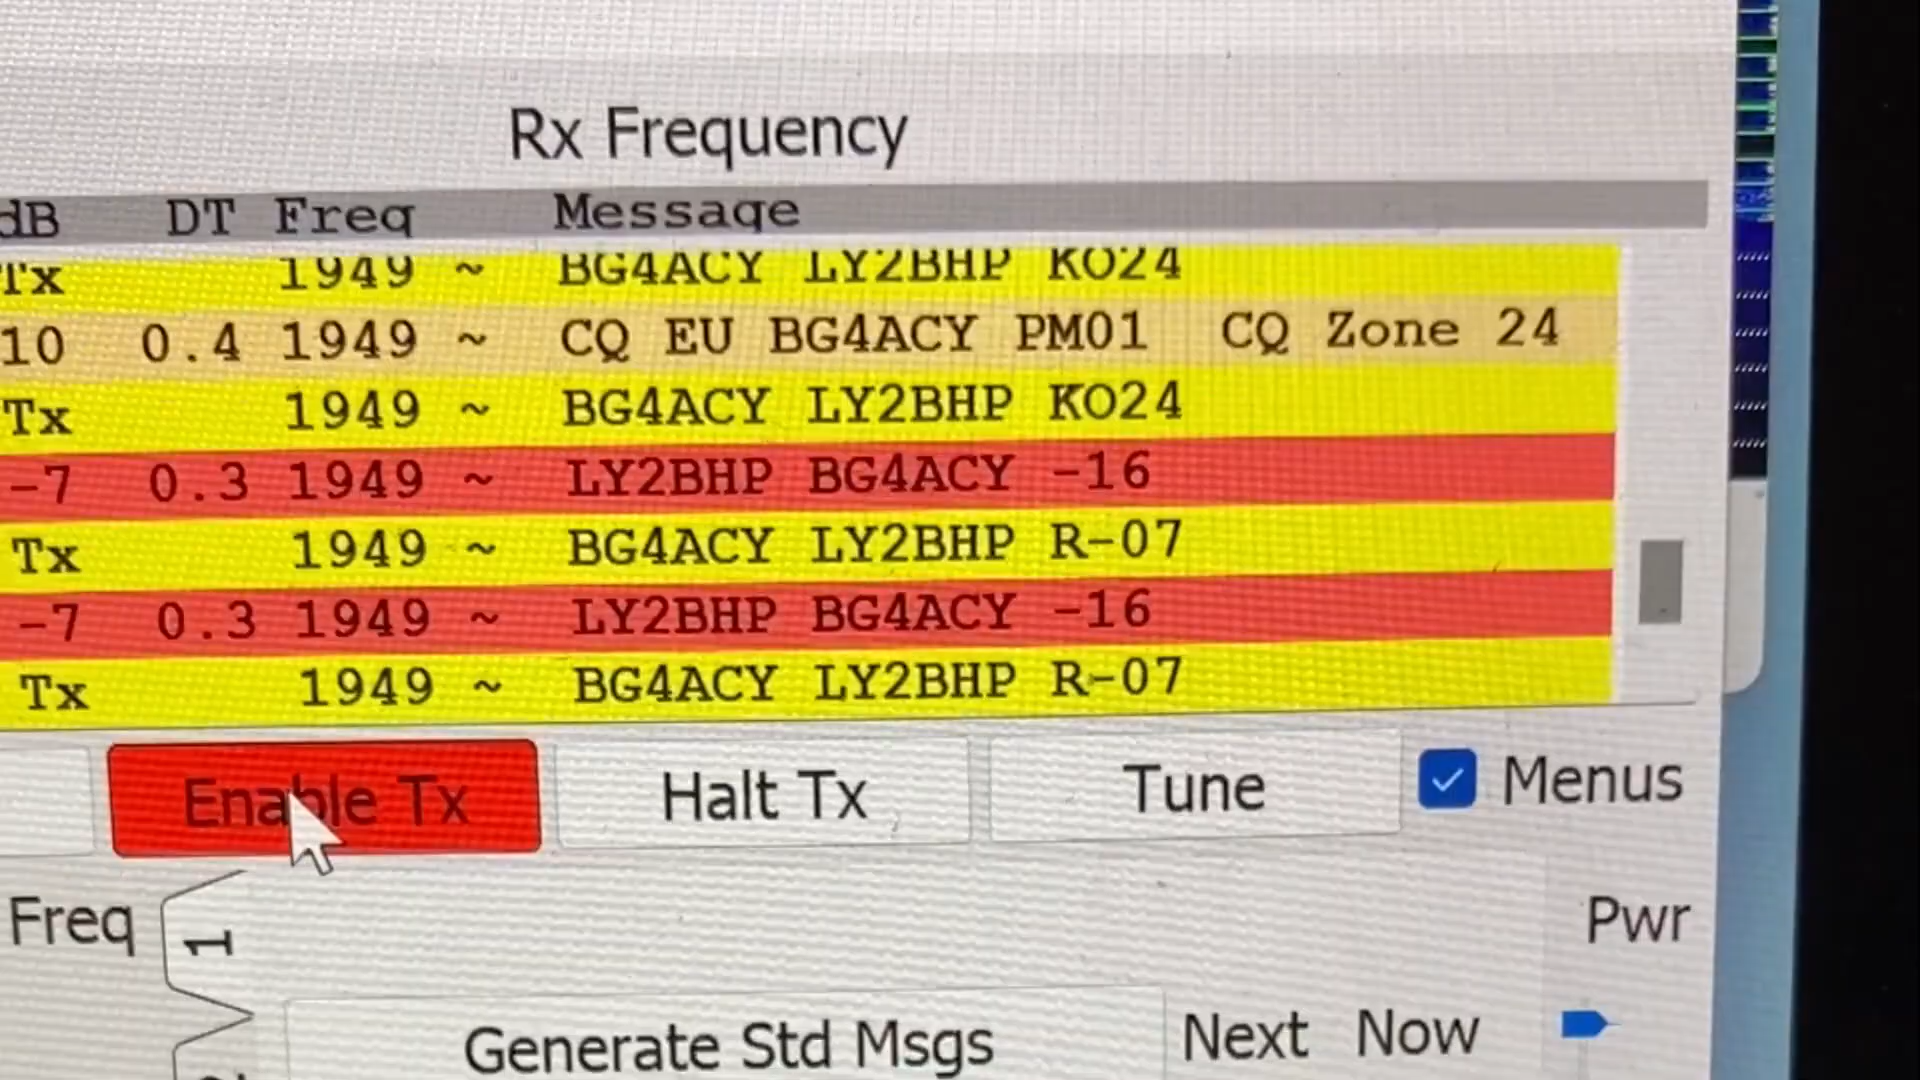 Rx Frequency
dB DT Freq Message
Tx 1949 ~ BG4ACY LY2BHP KO24
10 0.4 1949 ~ CQ EU BG4ACY PM01 CQ Zone 24
Tx 1949 ~ BG4ACY LY2BHP KO24
-7 0.3 1949 ~ LY2BHP BG4ACY -16
Tx 1949 ~ BG4ACY LY2BHP R-07
-7 0.3 1949 ~ LY2BHP BG4ACY -16
Tx 1949 ~ BG4ACY LY2BHP R-07
Enable Tx Halt Tx Tune Menus
Freq 1 Pwr
Generate Std Msgs Next Now